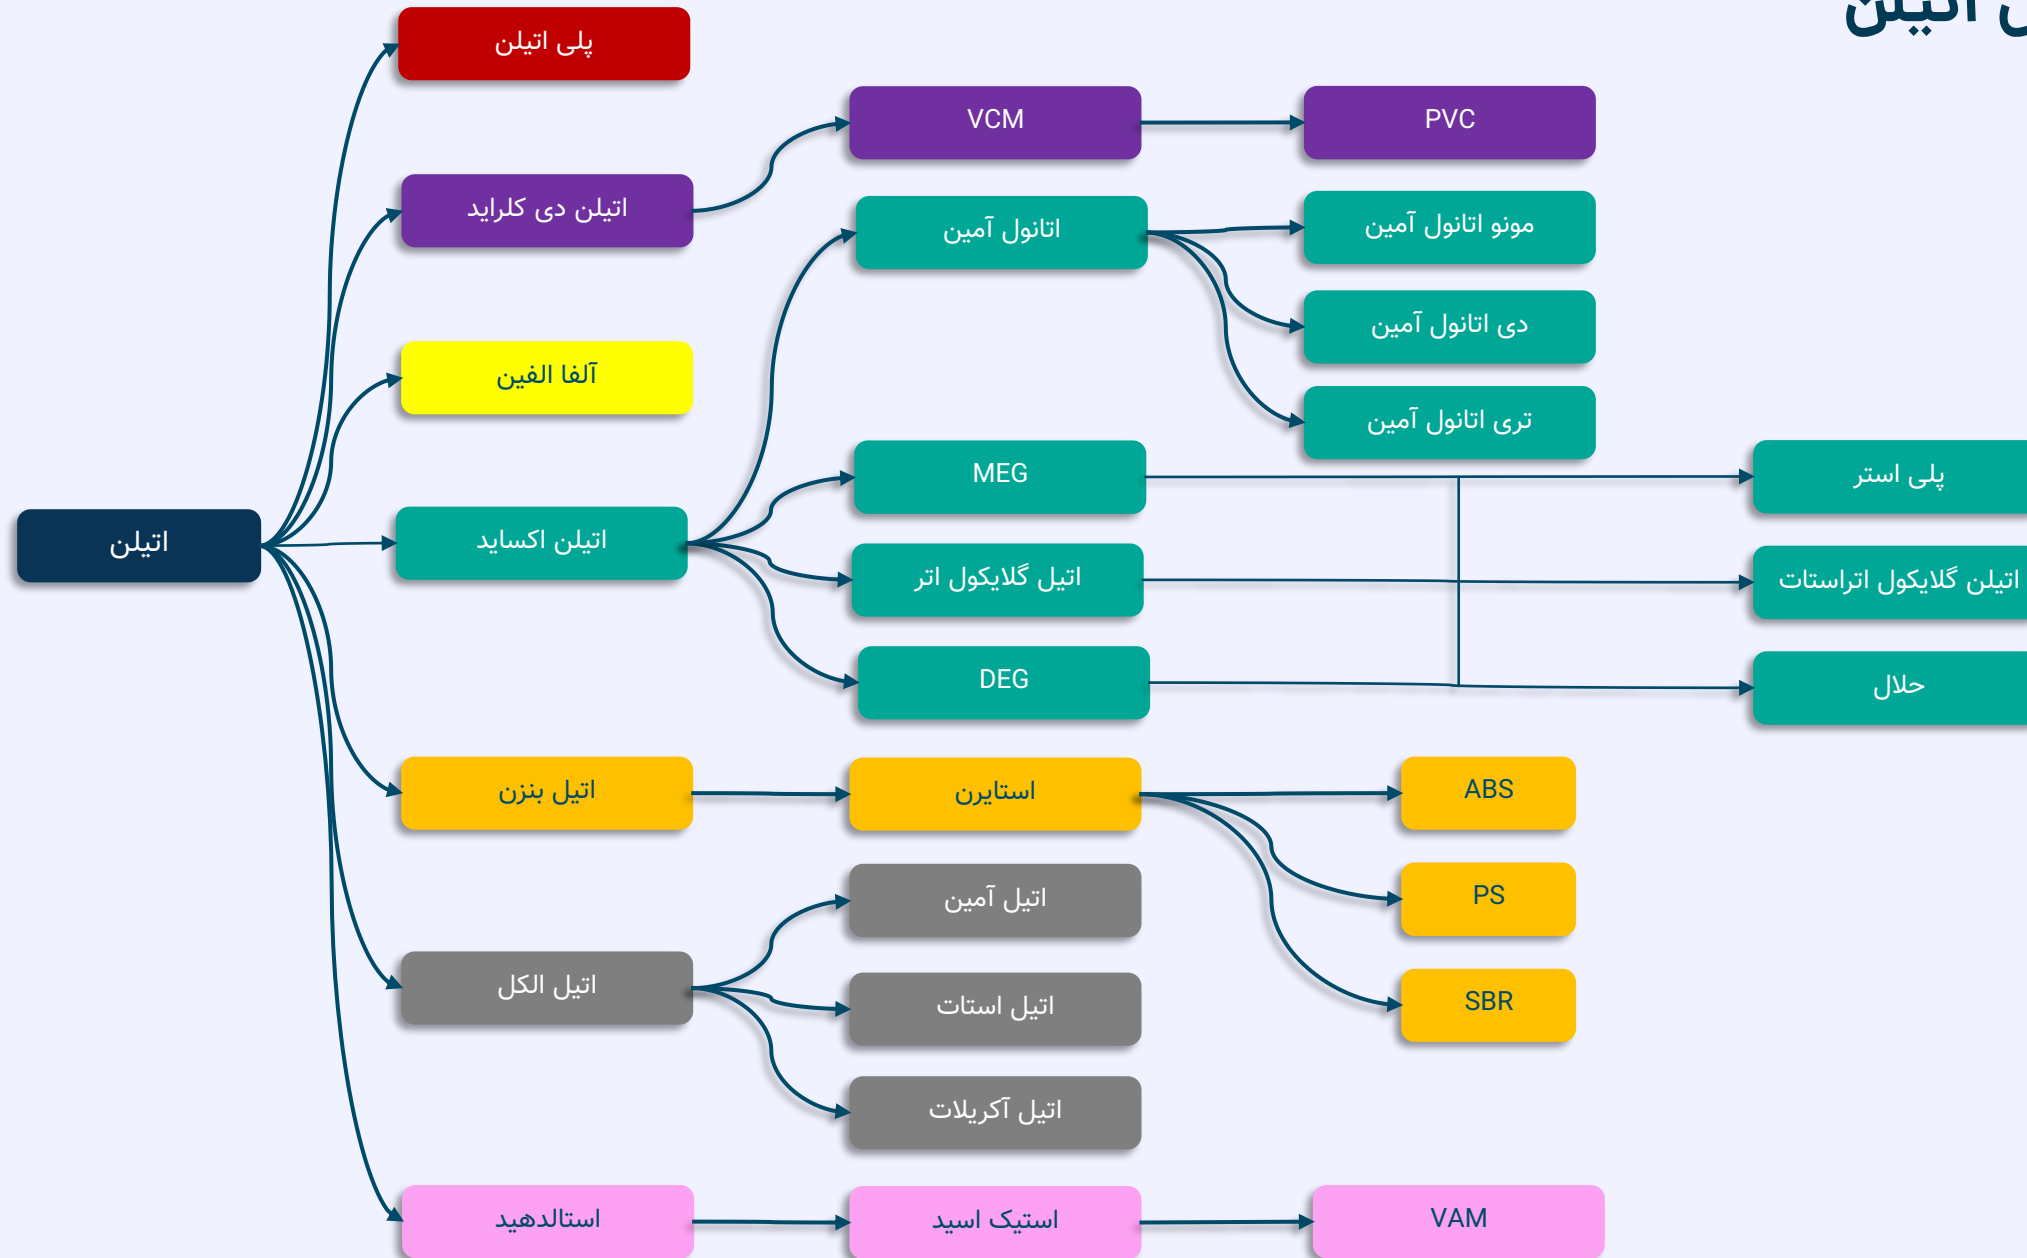 اتیلن
پلی اتیلن
اتیلن دی کلراید
VCM
PVC
آلفا الفین
اتیلن
اتیلن اکساید
اتانول آمین
مونو اتانول آمین
دی اتانول آمین
تری اتانول آمین
MEG
پلی استر
اتیل گلایکول اتر
اتیلن گلایکول اتراستات
DEG
حلال
اتیل بنزن
استایرن
ABS
PS
SBR
اتیل الکل
اتیل آمین
اتیل استات
اتیل آکریلات
استالدهید
استیک اسید
VAM